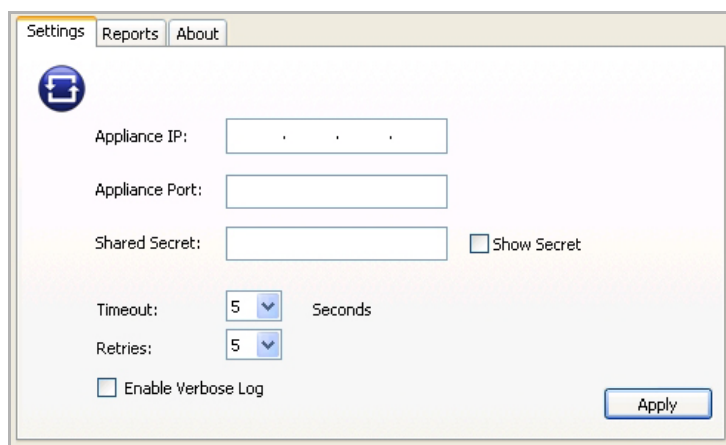 Settings Reports About
Appliance IP: . . .
Appliance Port:
Shared Secret: Show Secret
Timeout: 5 Seconds
Retries: 5
Enable Verbose Log
Apply